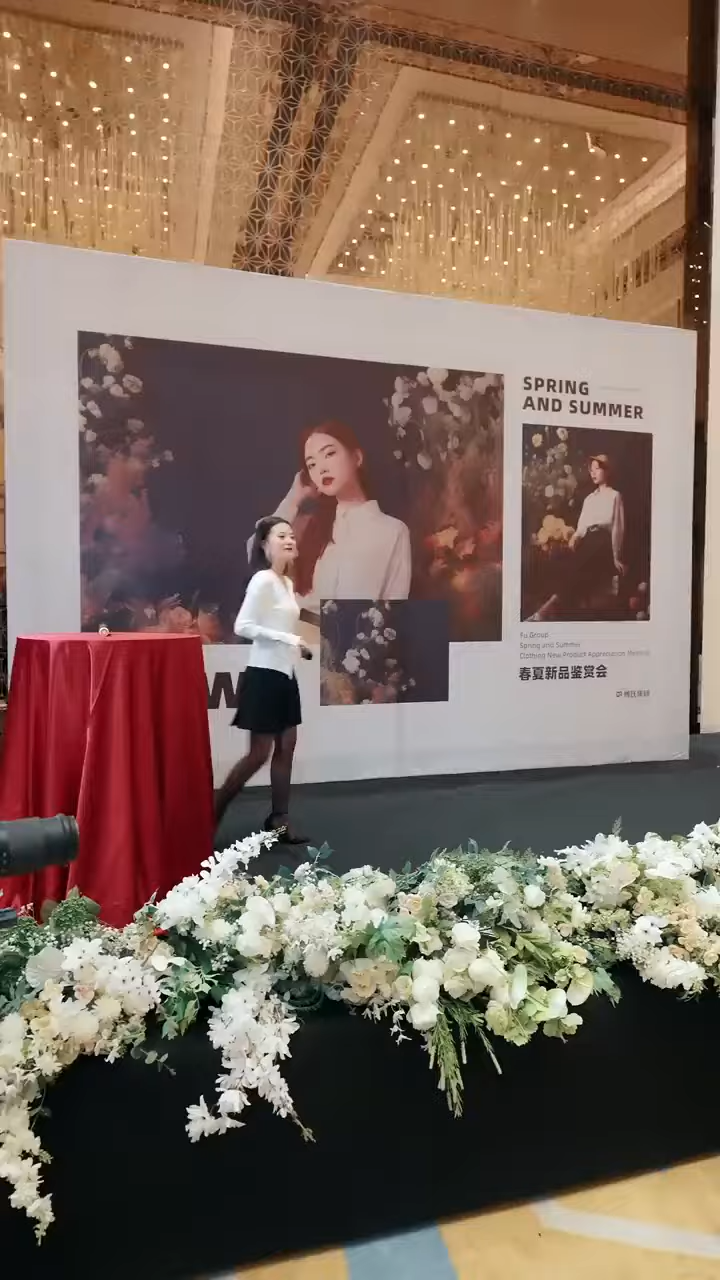 SPRING
AND SUMMER
Fu Group
Spring and Summer
Clothing New Product Appreciation Meeting
春夏新品鉴赏会
W